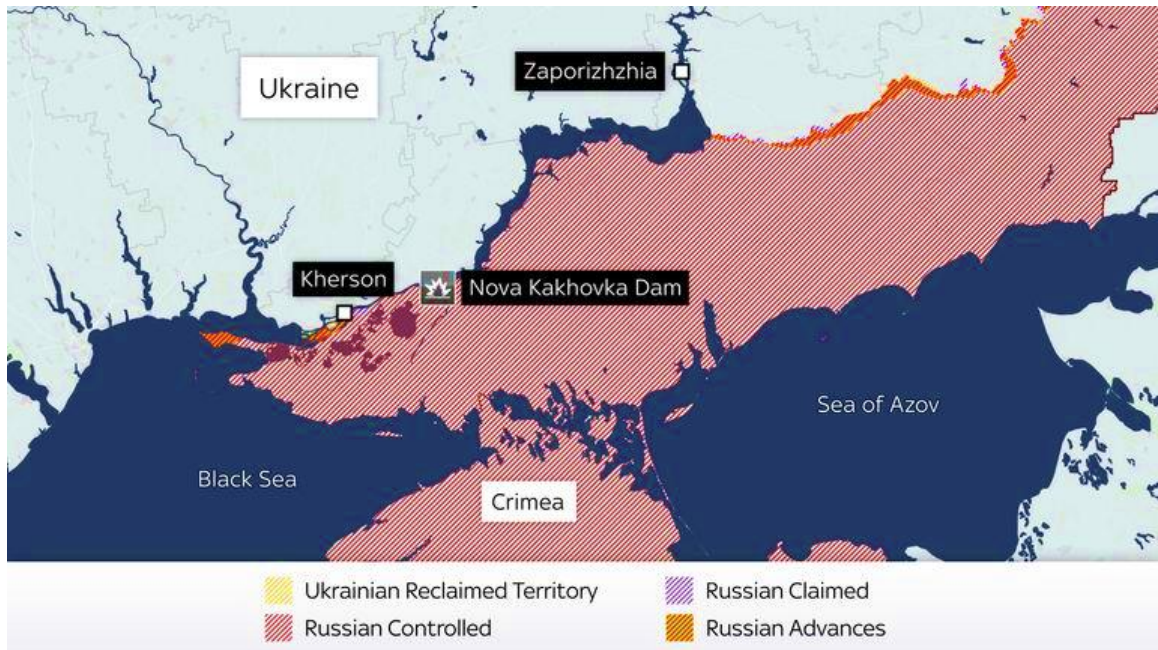 Zaporizhzhia
Ukraine
Kherson
Nova Kakhovka Dam
Sea of Azov
Black Sea
Crimea
Ukrainian Reclaimed Territory
Russian Claimed
Russian Controlled
Russian Advances